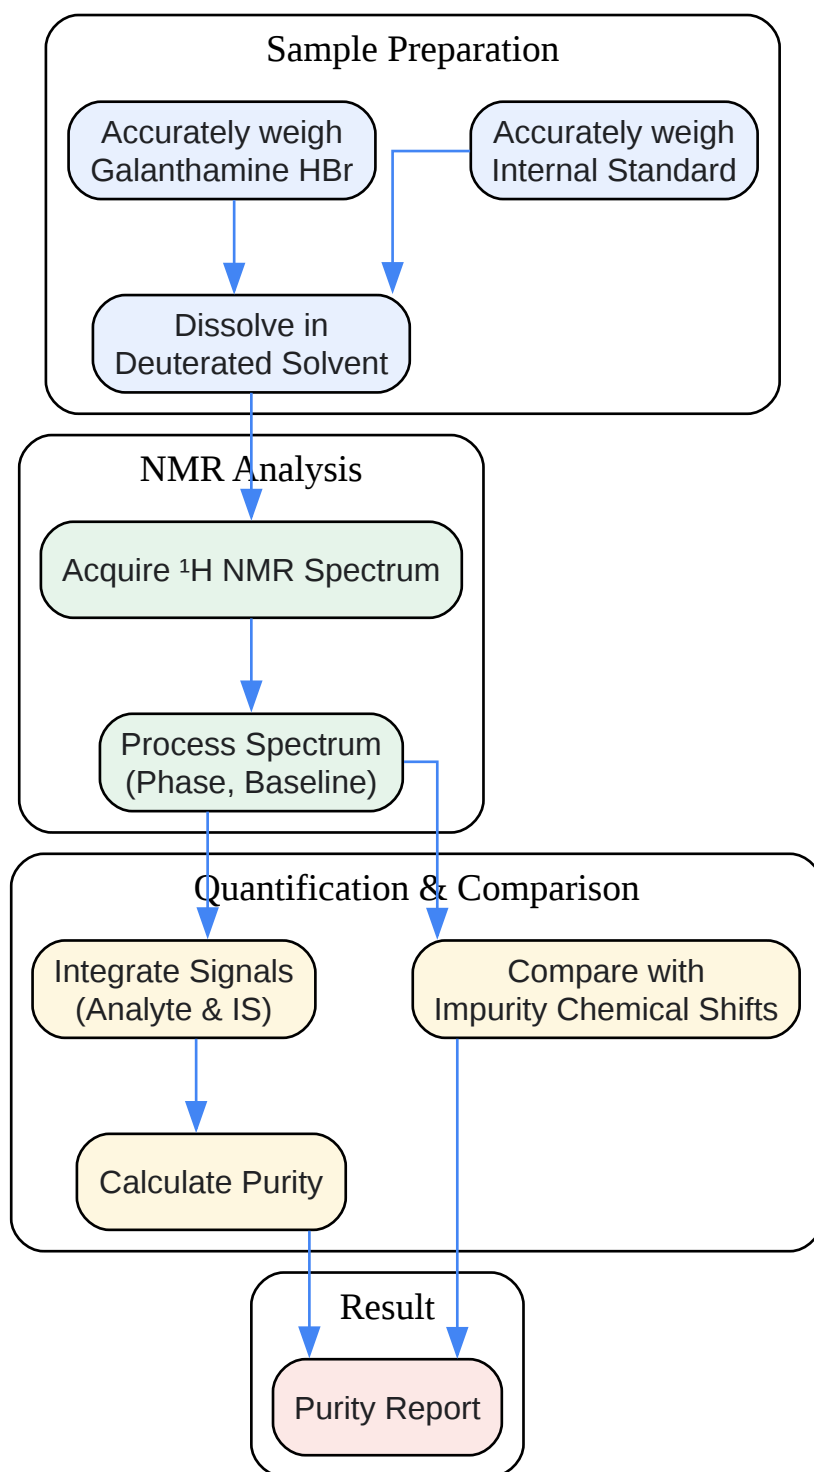 Sample Preparation
Accurately weigh
Galanthamine HBr
Accurately weigh
Internal Standard
Dissolve in
Deuterated Solvent
NMR Analysis
Acquire ¹H NMR Spectrum
Process Spectrum
(Phase, Baseline)
Quantification & Comparison
Integrate Signals
(Analyte & IS)
Compare with
Impurity Chemical Shifts
Calculate Purity
Result
Purity Report